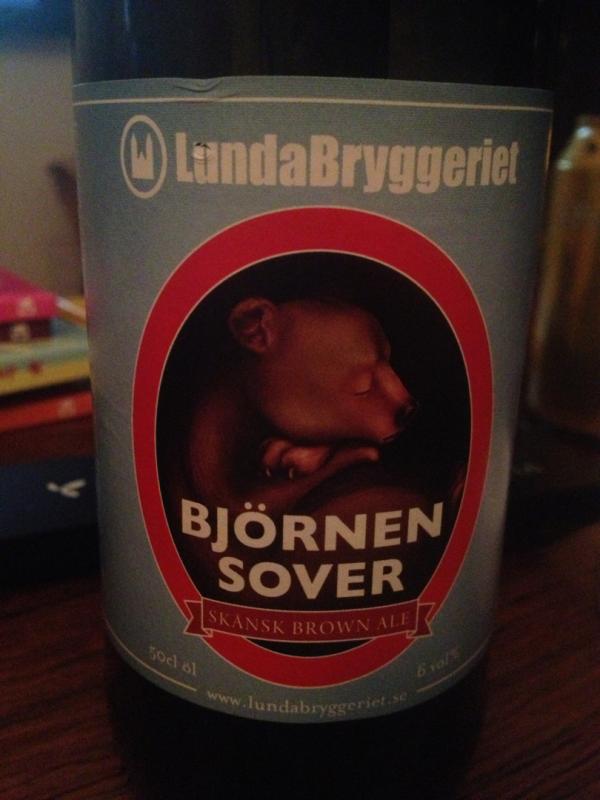 LundaBryggeriet
BJÖRNEN
SOVER
SKÅNSK BROWN ALE
50cl öl
6 vol%
www.lundabryggeriet.se